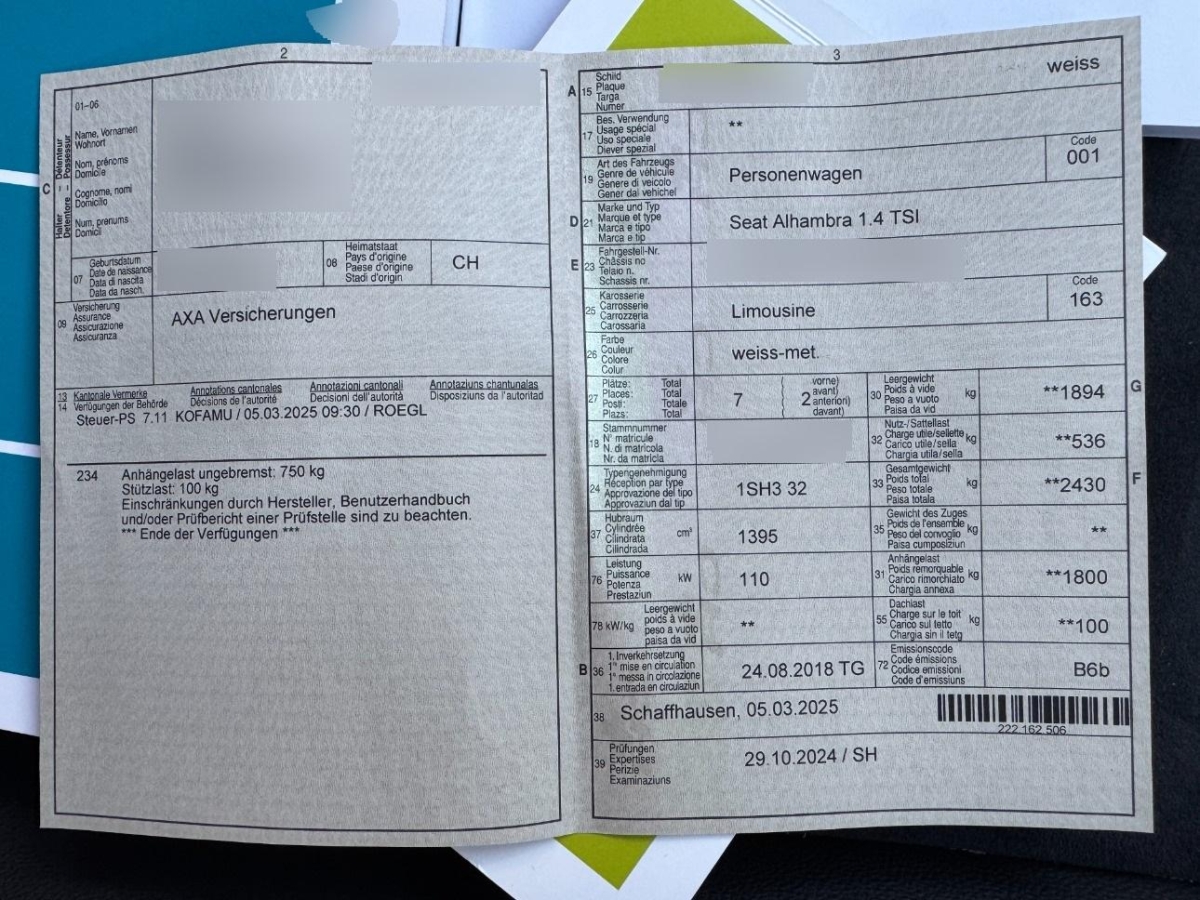 2
01–06
Name, Vornamen
Wohnort
Nom, prénoms
Domicile
Cognome, nomi
Domicilio
Num, prenums
Domicil
C
Halter – Détenteur
Detentore – Possessur
07
Geburtsdatum
Date de naissance
Data di nascita
Data da nasch.
08
Heimatstaat
Pays d'origine
Paese d'origine
Stadi d'origin
CH
09
Versicherung
Assurance
Assicurazione
Assicuranza
AXA Versicherungen
13 Kantonale Vermerke Annotations cantonales Annotazioni cantonali Annotaziuns chantunalas
14 Verfügungen der Behörde Décisions de l'autorité Decisioni dell'autorità Disposiziuns da l'autoritad
Steuer-PS 7.11 KOFAMU / 05.03.2025 09:30 / ROEGL
234 Anhängelast ungebremst: 750 kg
Stützlast: 100 kg
Einschränkungen durch Hersteller, Benutzerhandbuch
und/oder Prüfbericht einer Prüfstelle sind zu beachten.
*** Ende der Verfügungen ***
3
A 15
Schild
Plaque
Targa
Numer
weiss
17
Bes. Verwendung
Usage spécial
Uso speciale
Diever spezial
**
19
Art des Fahrzeugs
Genre de véhicule
Genere di veicolo
Gener dal vehichel
Personenwagen
Code
001
D 21
Marke und Typ
Marque et type
Marca e tipo
Marca e tip
Seat Alhambra 1.4 TSI
E 23
Fahrgestell-Nr.
Châssis no
Telaio n.
Schassis nr.
25
Karosserie
Carrosserie
Carrozzeria
Carossaria
Limousine
Code
163
26
Farbe
Couleur
Colore
Colur
weiss-met.
27
Plätze: Total
Places: Total
Posti: Totale
Plazs: Total
7
2
vorne)
avant)
anteriori)
davant)
30
Leergewicht
Poids à vide
Peso a vuoto
Paisa da vid
kg
**1894
G
18
Stammnummer
N° matricule
N. di matricola
Nr. da matricla
32
Nutz-/Sattellast
Charge utile/sellette
Carico utile/sella
Chargia utila/sella
kg
**536
24
Typengenehmigung
Réception par type
Approvazione del tipo
Approvaziun dal tip
1SH3 32
33
Gesamtgewicht
Poids total
Peso totale
Paisa totala
kg
**2430
F
37
Hubraum
Cylindrée
Cilindrata
Cilindrada
cm³
1395
35
Gewicht des Zuges
Poids de l'ensemble
Peso del convoglio
Paisa cumposiziun
kg
**
76
Leistung
Puissance
Potenza
Prestaziun
kW
110
31
Anhängelast
Poids remorquable
Carico rimorchiato
Chargia annexa
kg
**1800
78 kW/kg
Leergewicht
poids à vide
peso a vuoto
paisa da vid
**
55
Dachlast
Charge sur le toit
Carico sul tetto
Chargia sin il tetg
kg
**100
B 36
1. Inverkehrsetzung
1re mise en circulation
1a messa in circolazione
1. entrada en circulaziun
24.08.2018 TG
72
Emissionscode
Code émissions
Codice emissioni
Code d'emissiuns
B6b
38
Schaffhausen, 05.03.2025
222 162 506
39
Prüfungen
Expertises
Perizie
Examinaziuns
29.10.2024 / SH